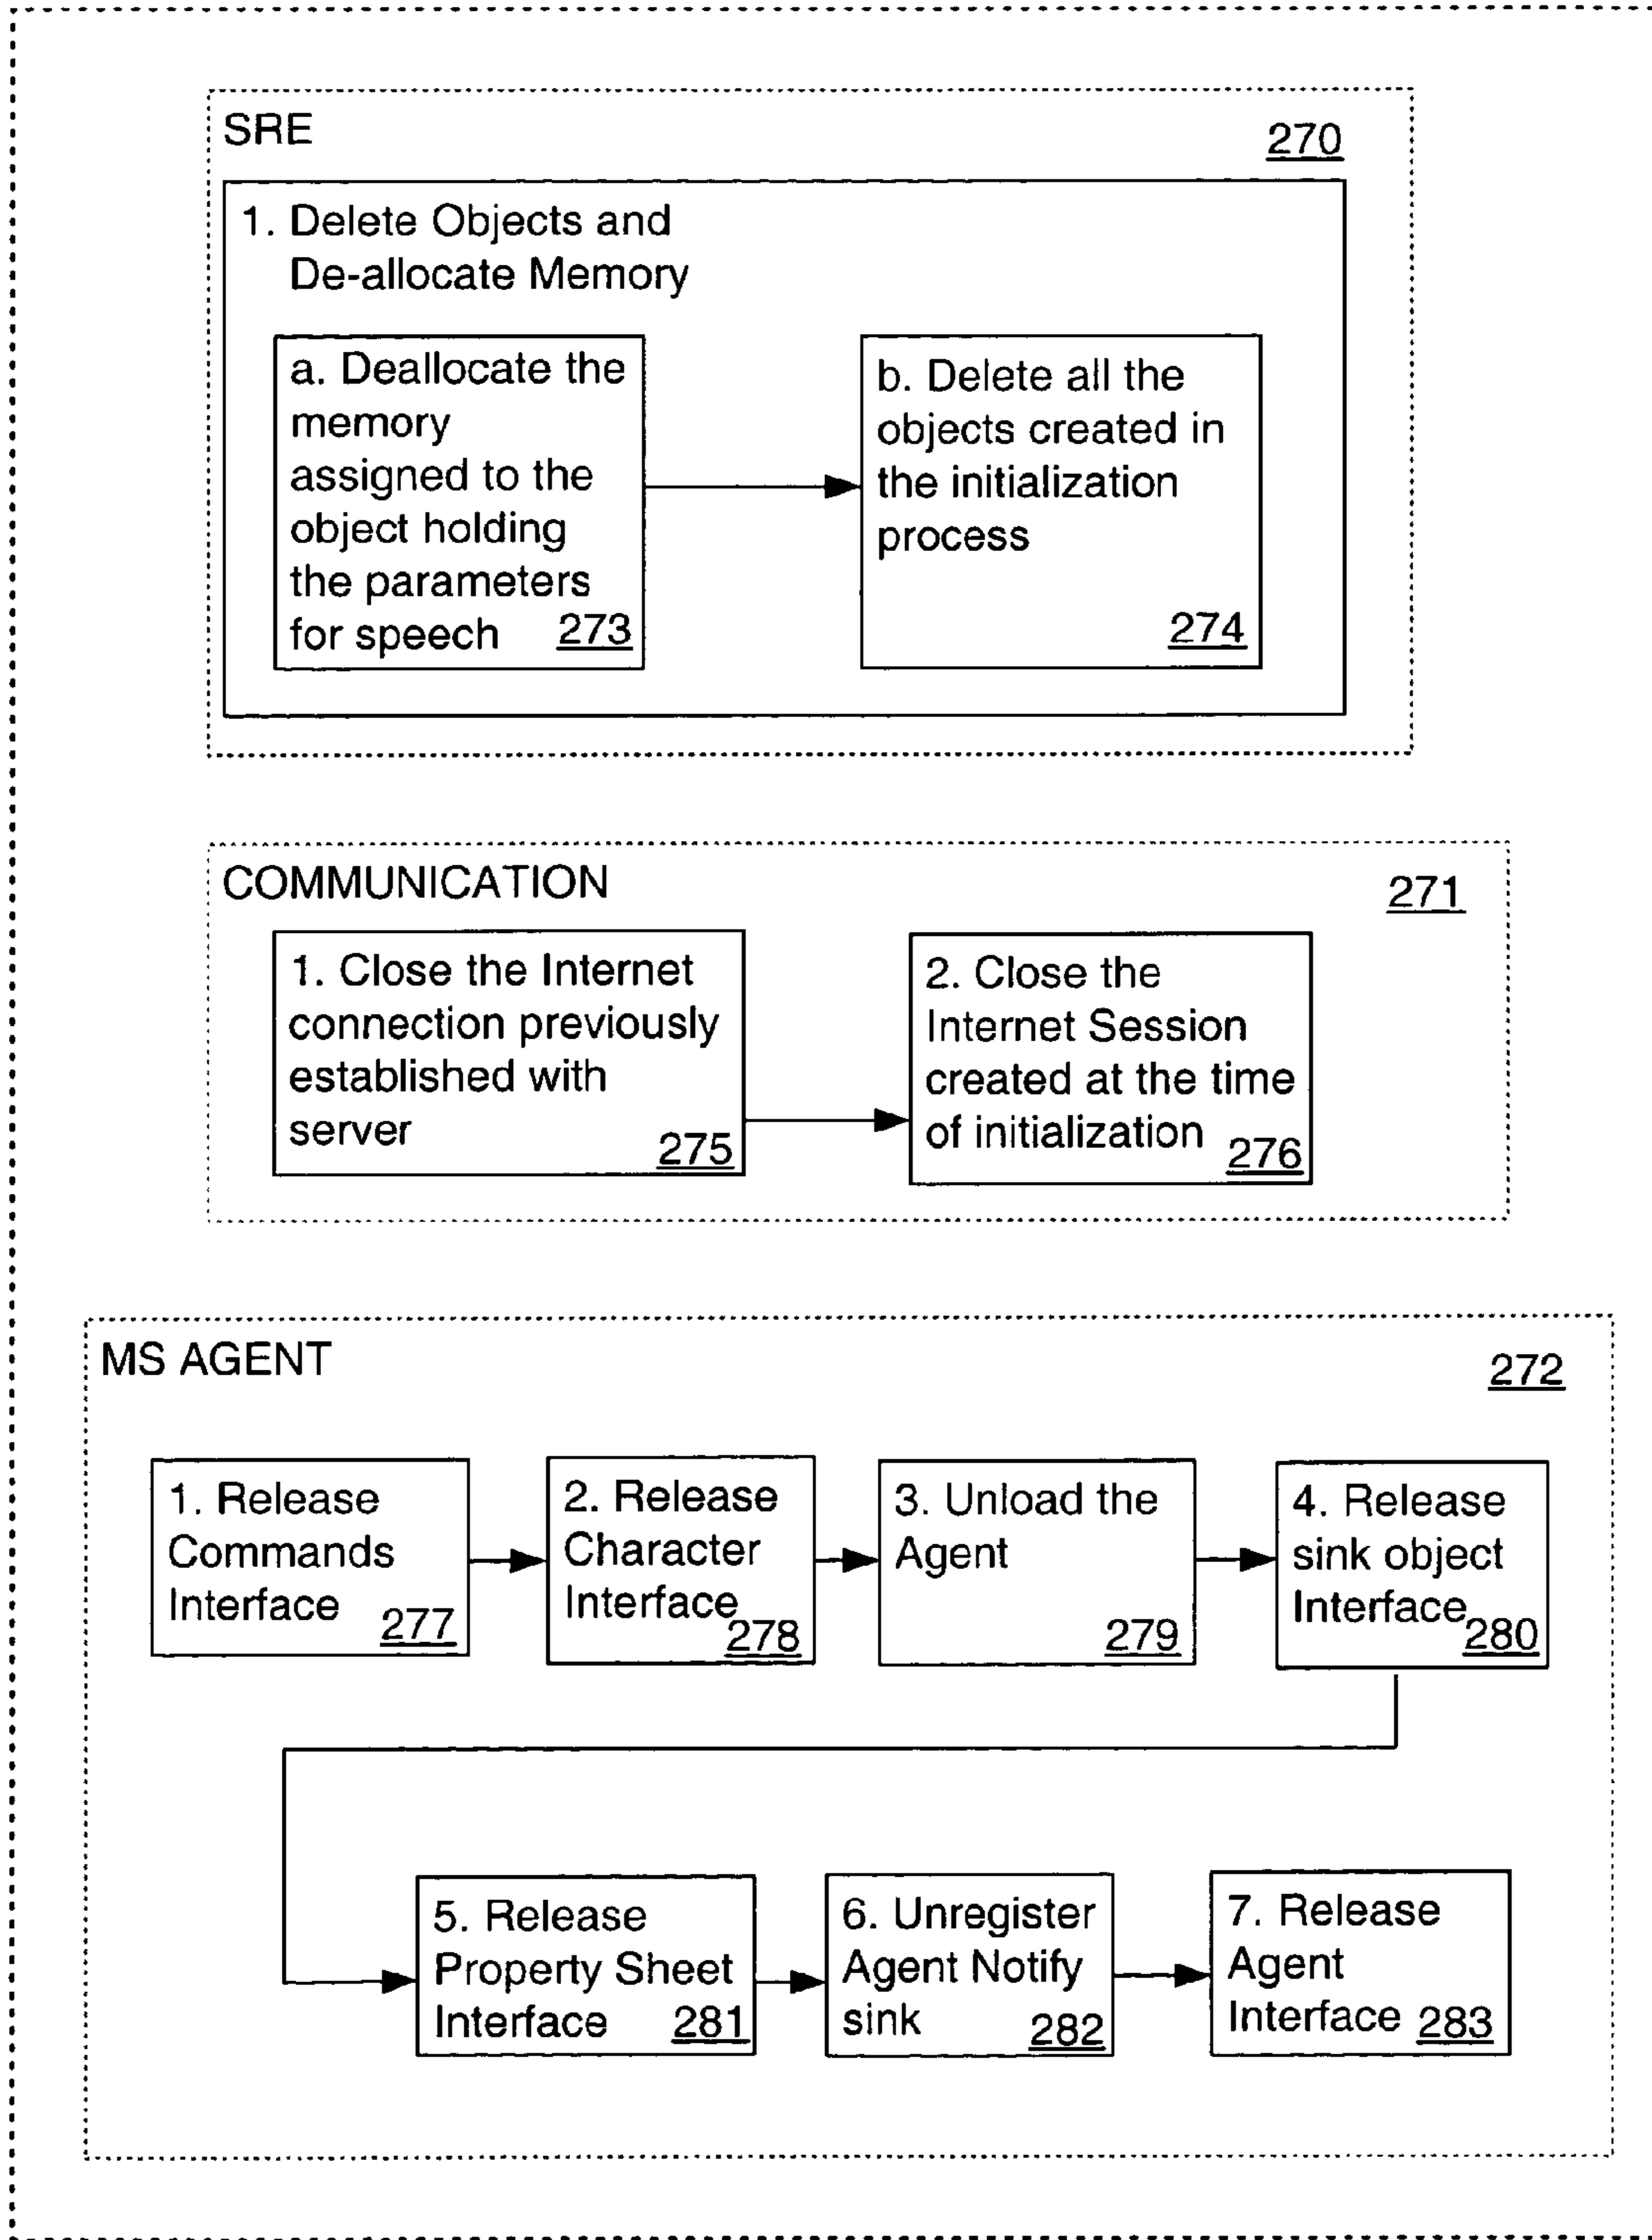 SRE
270
1. Delete Objects and
De-allocate Memory
a. Deallocate the
memory
assigned to the
object holding
the parameters
for speech 273
b. Delete all the
objects created in
the initialization
process
274
COMMUNICATION
271
1. Close the Internet
connection previously
established with
server 275
2. Close the
Internet Session
created at the time
of initialization 276
MS AGENT
272
1. Release
Commands
Interface 277
2. Release
Character
Interface 278
3. Unload the
Agent
279
4. Release
sink object
Interface 280
5. Release
Property Sheet
Interface 281
6. Unregister
Agent Notify
sink 282
7. Release
Agent
Interface 283